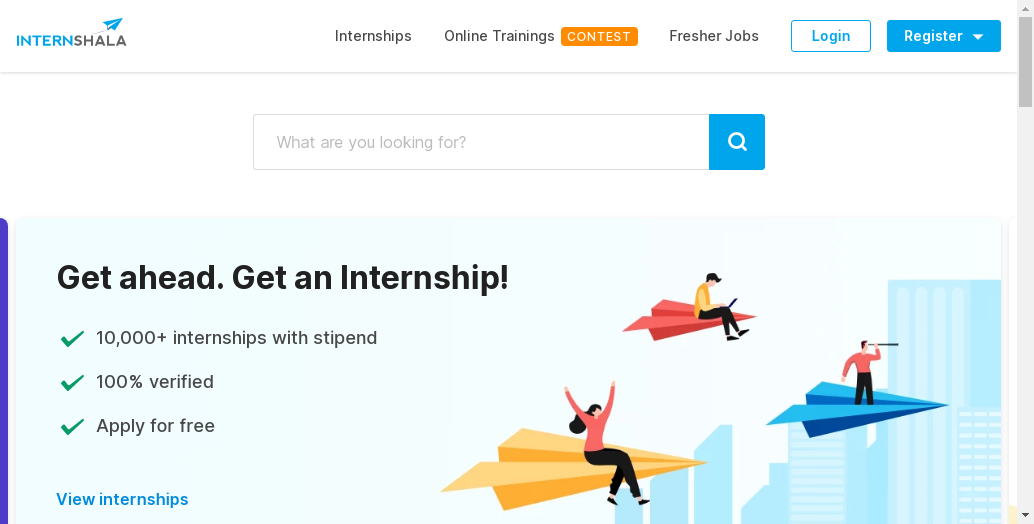 INTERNSHALA
Internships
Online Trainings CONTEST
Fresher Jobs
Login
Register
What are you looking for?
Get ahead. Get an Internship!
10,000+ internships with stipend
100% verified
Apply for free
View internships